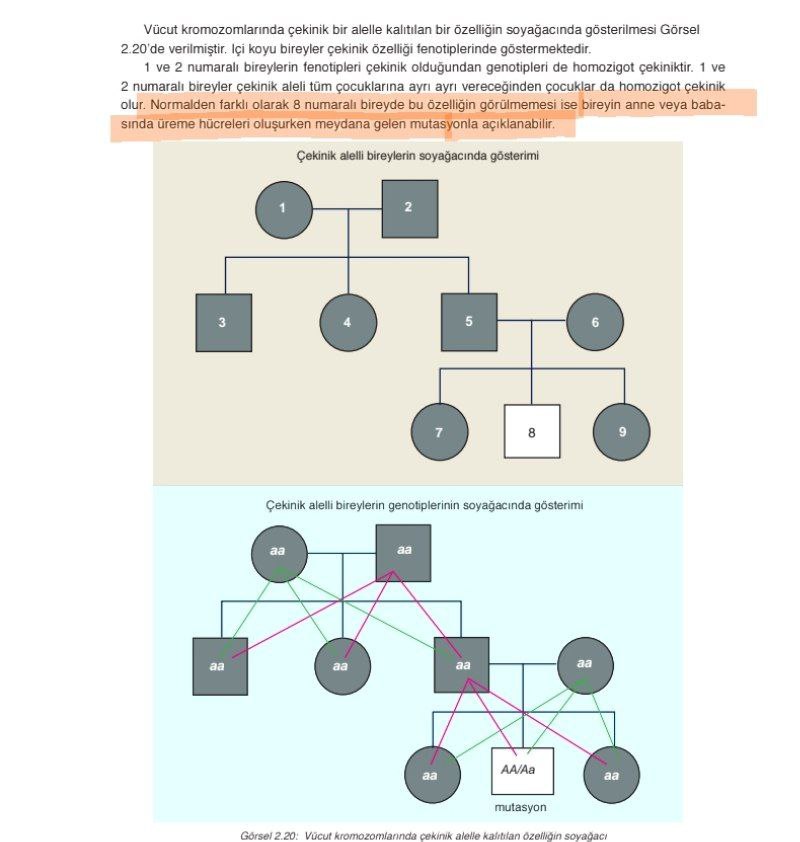 Vücut kromozomlarında çekinik bir alelle kalıtılan bir özelliğin soyağacında gösterilmesi Görsel
2.20'de verilmiştir. Içi koyu bireyler çekinik özelliği fenotiplerinde göstermektedir.
1 ve 2 numaralı bireylerin fenotipleri çekinik olduğundan genotipleri de homozigot çekiniktir. 1 ve
2 numaralı bireyler çekinik aleli tüm çocuklarına ayrı ayrı vereceğinden çocuklar da homozigot çekinik
olur. Normalden farklı olarak 8 numaralı bireyde bu özelliğin görülmemesi ise bireyin anne veya baba-
sında üreme hücreleri oluşurken meydana gelen mutasyonla açıklanabilir.
Çekinik alelli bireylerin soyağacında gösterimi
1
2
3
4
5
6
7
8
9
Çekinik alelli bireylerin genotiplerinin soyağacında gösterimi
aa
aa
aa
aa
aa
aa
aa
AA/Aa
aa
mutasyon
Görsel 2.20: Vücut kromozomlarında çekinik alelle kalıtılan özelliğin soyağacı